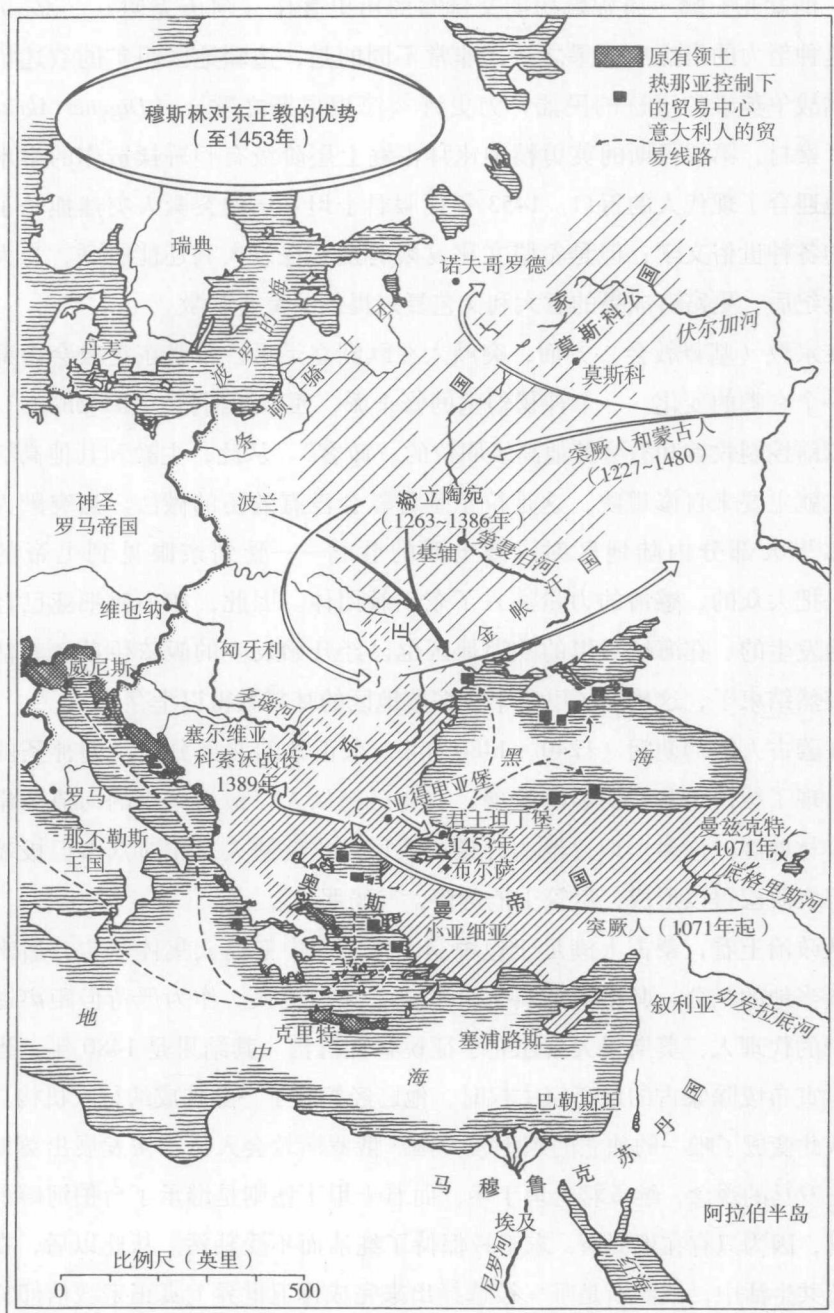 穆斯林对东正教的优势
（至1453年）
原有领土
热那亚控制下
的贸易中心
意大利人的贸
易线路
瑞典
丹麦
波罗的海
条顿骑士团
诺夫哥罗德
莫斯科公国
莫斯科
伏尔加河
突厥人和蒙古人
（1227~1480）
神圣
罗马帝国
波兰
立陶宛
（1263~1386年）
基辅
第聂伯河
金帐汗国
东正教国
维也纳
匈牙利
威尼斯
多瑙河
塞尔维亚
科索沃战役
1389年
罗马
那不勒斯
王国
黑海
亚得里亚堡
君士坦丁堡
1453年
布尔萨
曼兹克特
1071年
底格里斯河
奥斯曼帝国
小亚细亚
突厥人（1071年起）
叙利亚
幼发拉底河
克里特
塞浦路斯
地中海
巴勒斯坦
马穆鲁克苏丹国
埃及
尼罗河
红海
阿拉伯半岛
比例尺（英里）
0 500